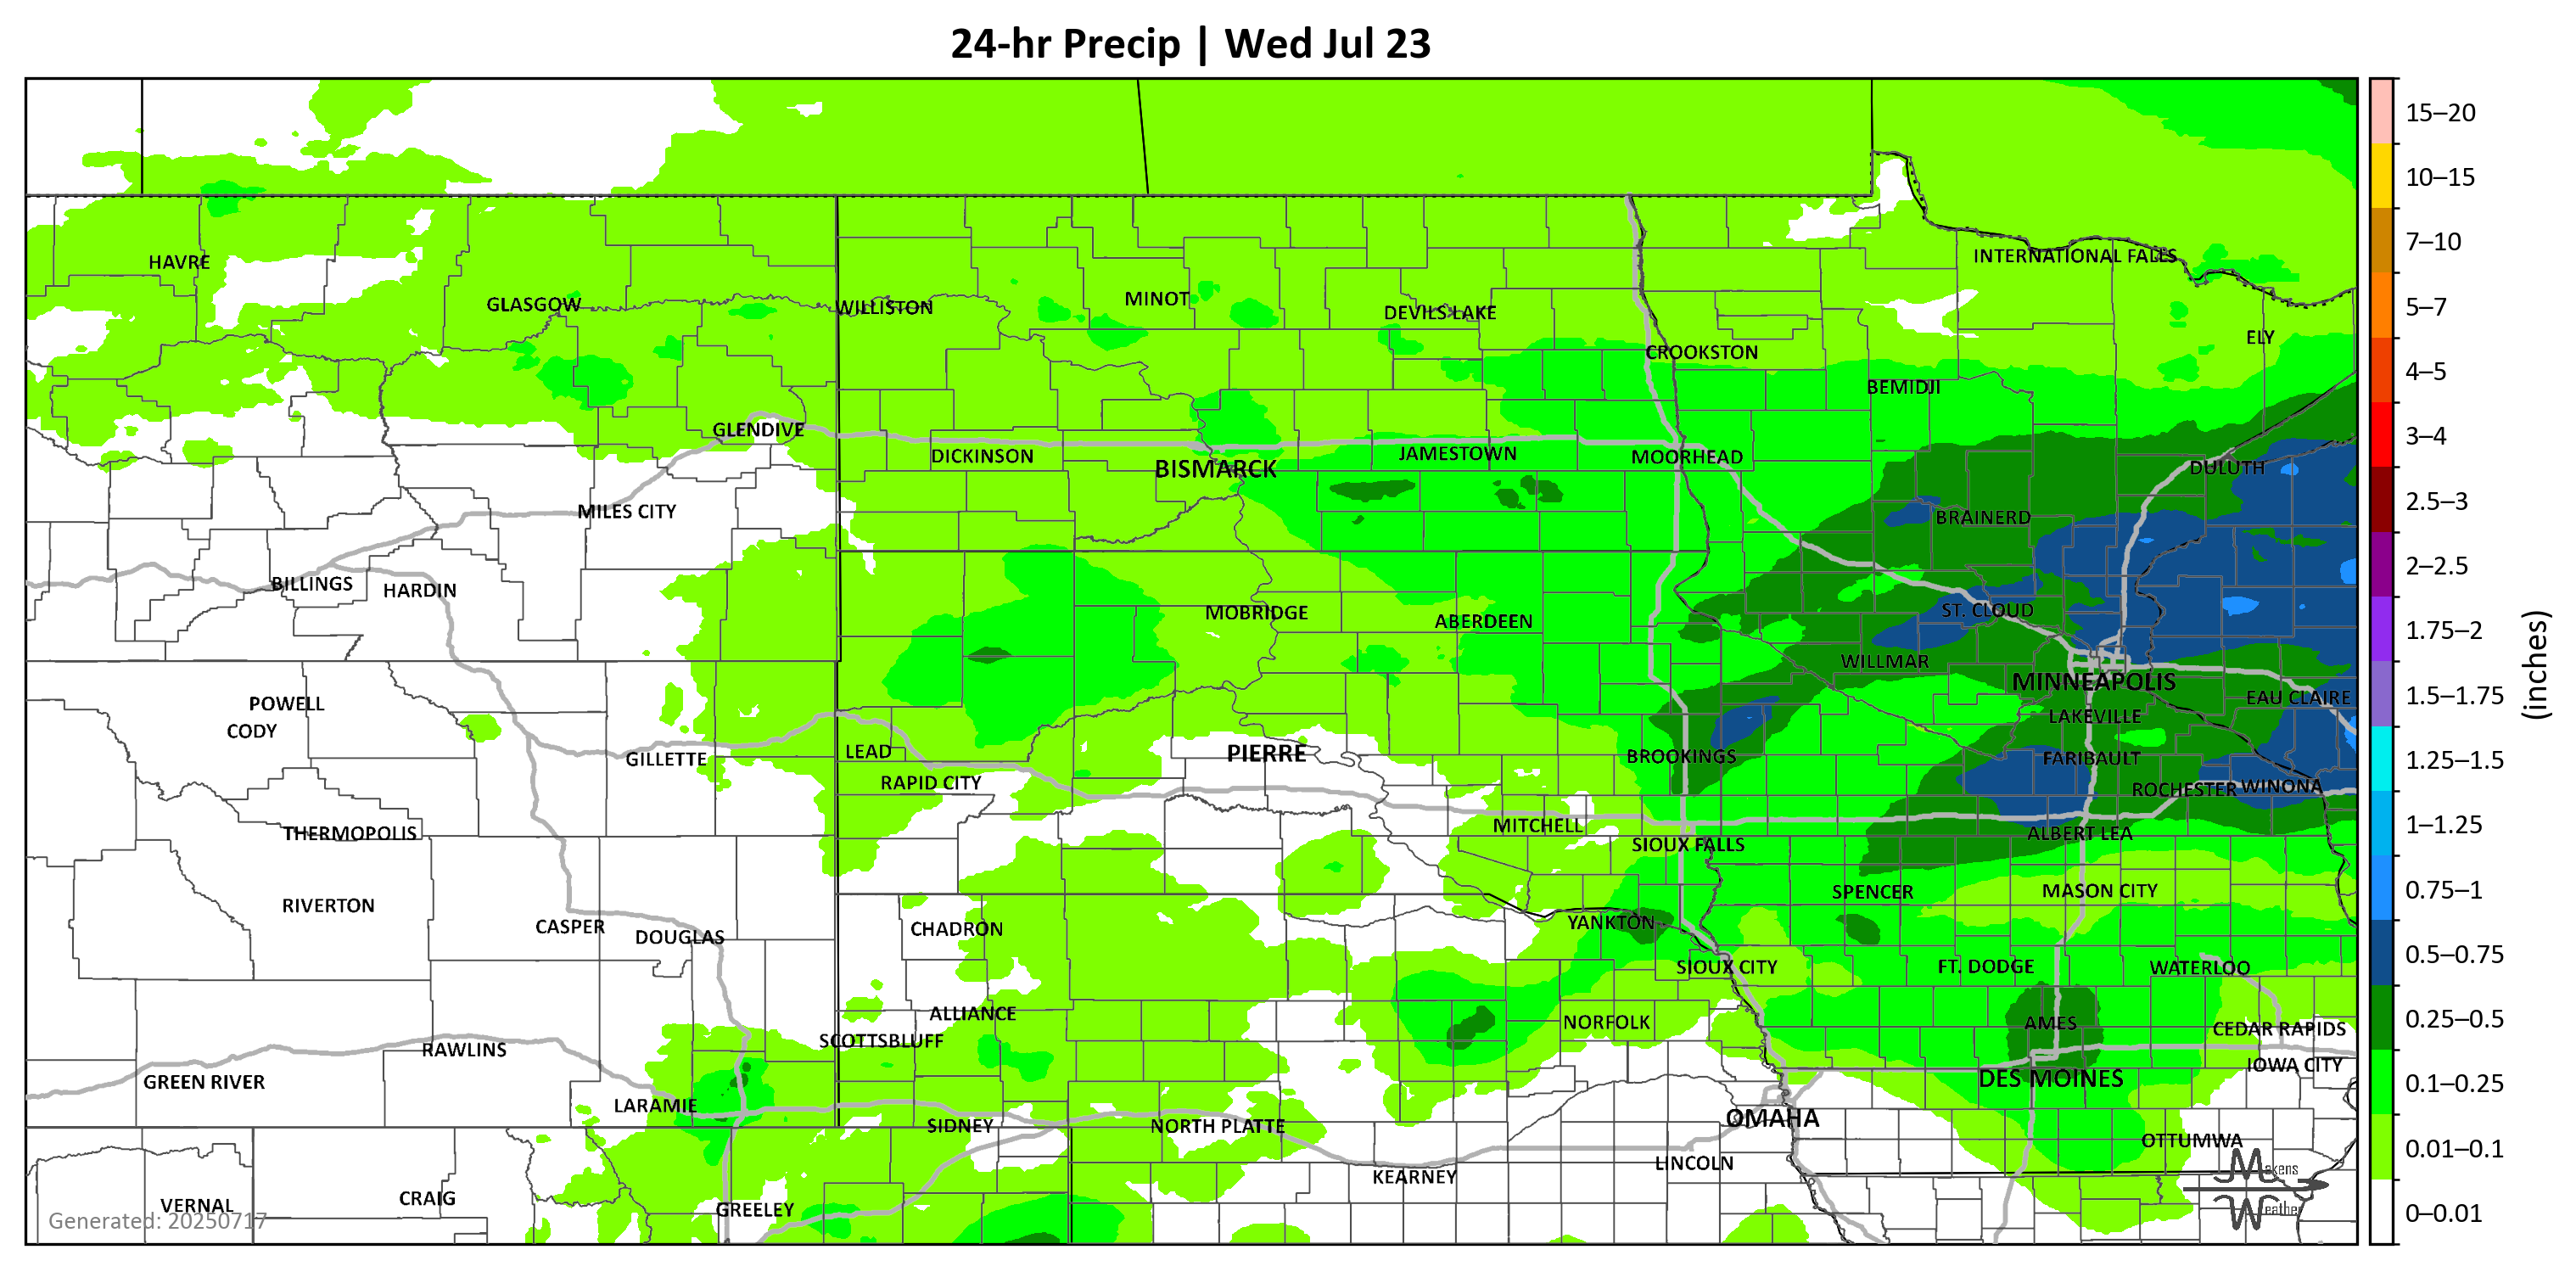 24-hr Precip | Wed Jul 23
15–20
10–15
7–10
5–7
4–5
3–4
2.5–3
2–2.5
1.75–2
1.5–1.75
1.25–1.5
1–1.25
0.75–1
0.5–0.75
0.25–0.5
0.1–0.25
0.01–0.1
0–0.01
(inches)
HAVRE
INTERNATIONAL FALLS
GLASGOW
WILLISTON
MINOT
DEVILS LAKE
ELY
CROOKSTON
BEMIDJI
GLENDIVE
DICKINSON
BISMARCK
JAMESTOWN
MOORHEAD
DULUTH
MILES CITY
BRAINERD
BILLINGS
HARDIN
MOBRIDGE
ABERDEEN
ST. CLOUD
WILLMAR
MINNEAPOLIS
POWELL
EAU CLAIRE
CODY
LAKEVILLE
LEAD
PIERRE
BROOKINGS
FARIBAULT
GILLETTE
RAPID CITY
ROCHESTER
WINONA
THERMOPOLIS
MITCHELL
ALBERT LEA
SIOUX FALLS
RIVERTON
SPENCER
MASON CITY
CASPER
DOUGLAS
CHADRON
YANKTON
SIOUX CITY
FT. DODGE
WATERLOO
ALLIANCE
NORFOLK
AMES
CEDAR RAPIDS
SCOTTSBLUFF
RAWLINS
IOWA CITY
GREEN RIVER
DES MOINES
LARAMIE
SIDNEY
NORTH PLATTE
OMAHA
OTTUMWA
LINCOLN
KEARNEY
VERNAL
CRAIG
GREELEY
Generated: 20250717
Makens
Weather